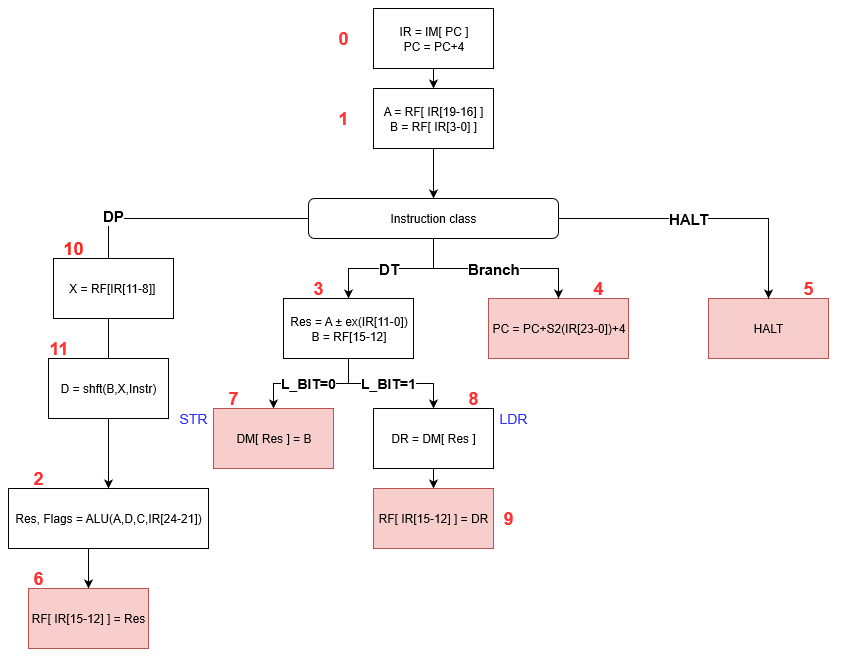 0
IR = IM[ PC ]
PC = PC+4
1
A = RF[ IR[19-16] ]
B = RF[ IR[3-0] ]
Instruction class
DP
HALT
10
X = RF[IR[11-8]]
DT
Branch
3
Res = A ± ex(IR[11-0])
B = RF[15-12]
4
PC = PC+S2(IR[23-0])+4
5
HALT
11
D = shft(B,X,Instr)
L_BIT=0
L_BIT=1
STR
7
DM[ Res ] = B
8
DR = DM[ Res ]
LDR
2
Res, Flags = ALU(A,D,C,IR[24-21])
RF[ IR[15-12] ] = DR
9
6
RF[ IR[15-12] ] = Res